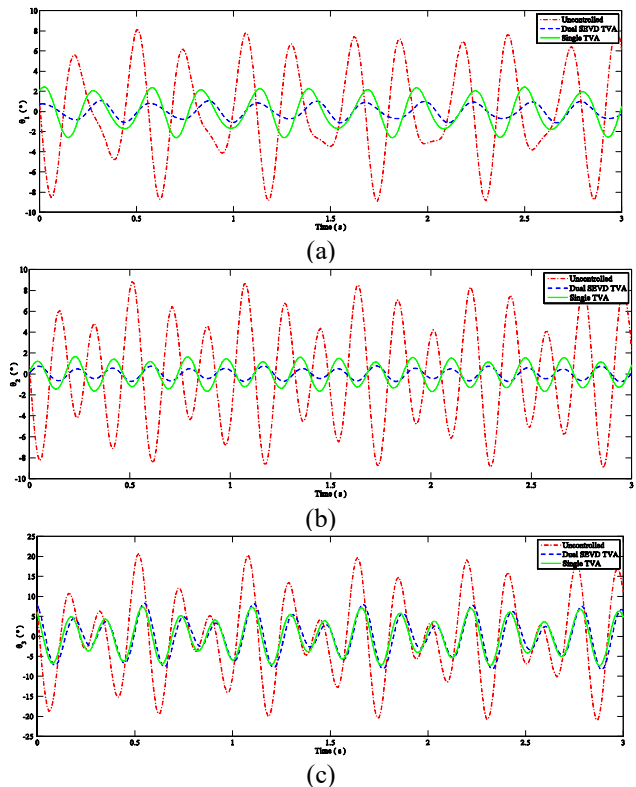 10
8
6
4
2
0
-2
-4
-6
-8
-10
θ1 (°)
Uncontrolled
Dual SEVD TVA
Single TVA
0 0.5 1 1.5 2 2.5 3
Time ( s )
(a)
10
8
6
4
2
0
-2
-4
-6
-8
-10
θ2 (°)
Uncontrolled
Dual SEVD TVA
Single TVA
0 0.5 1 1.5 2 2.5 3
Time ( s )
(b)
25
20
15
10
5
0
-5
-10
-15
-20
-25
θ3 (°)
Uncontrolled
Dual SEVD TVA
Single TVA
0 0.5 1 1.5 2 2.5 3
Time ( s )
(c)